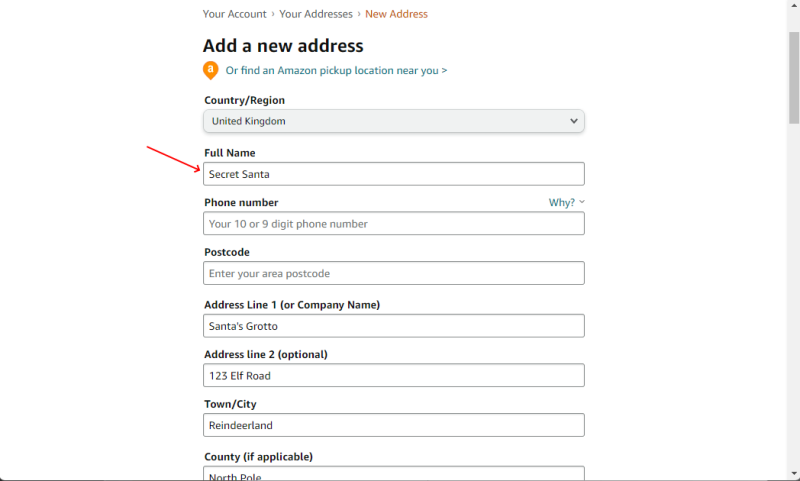 Your Account › Your Addresses › New Address
Add a new address
a Or find an Amazon pickup location near you >
Country/Region
United Kingdom
Full Name
Secret Santa
Phone number Why?
Your 10 or 9 digit phone number
Postcode
Enter your area postcode
Address Line 1 (or Company Name)
Santa's Grotto
Address line 2 (optional)
123 Elf Road
Town/City
Reindeerland
County (if applicable)
North Pole